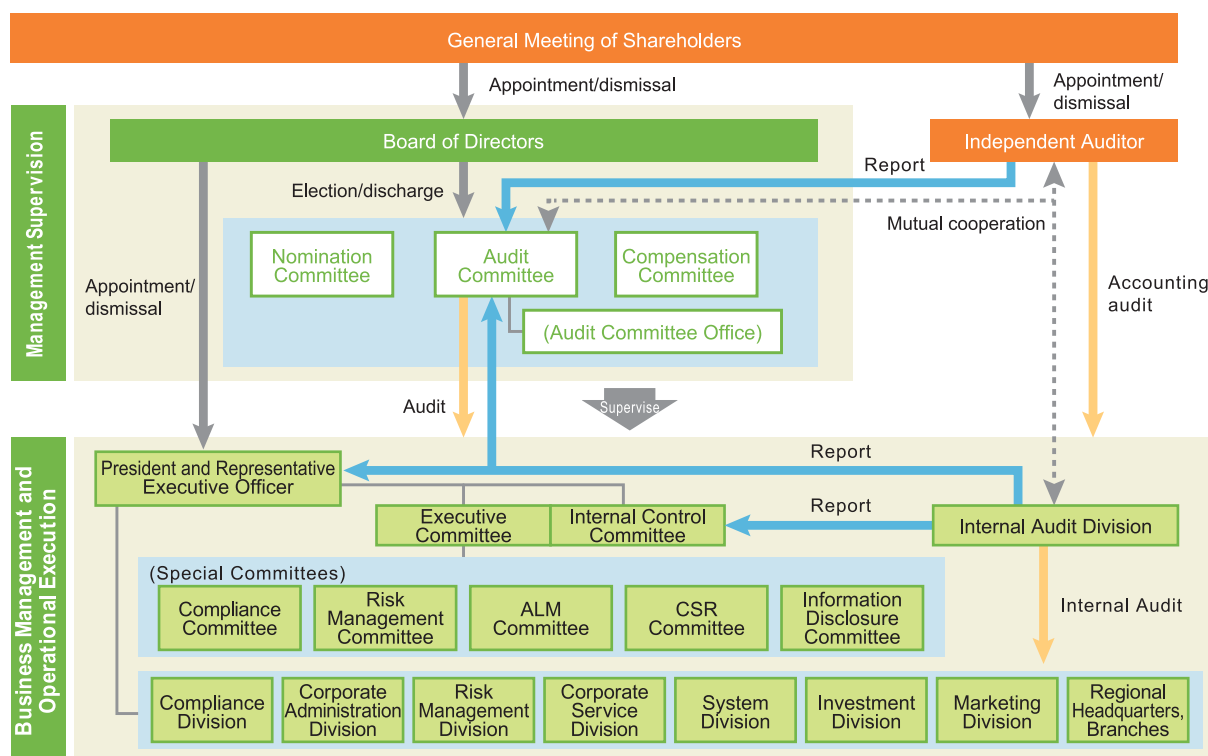 General Meeting of Shareholders
Appointment/dismissal
Appointment/
dismissal
Management Supervision
Board of Directors
Independent Auditor
Report
Election/discharge
Mutual cooperation
Nomination
Committee
Audit
Committee
Compensation
Committee
(Audit Committee Office)
Appointment/
dismissal
Accounting
audit
Audit
Supervise
Business Management and
Operational Execution
President and Representative
Executive Officer
Report
Executive
Committee
Internal Control
Committee
Report
Internal Audit Division
Internal Audit
(Special Committees)
Compliance
Committee
Risk
Management
Committee
ALM
Committee
CSR
Committee
Information
Disclosure
Committee
Compliance
Division
Corporate
Administration
Division
Risk
Management
Division
Corporate
Service
Division
System
Division
Investment
Division
Marketing
Division
Regional
Headquarters,
Branches